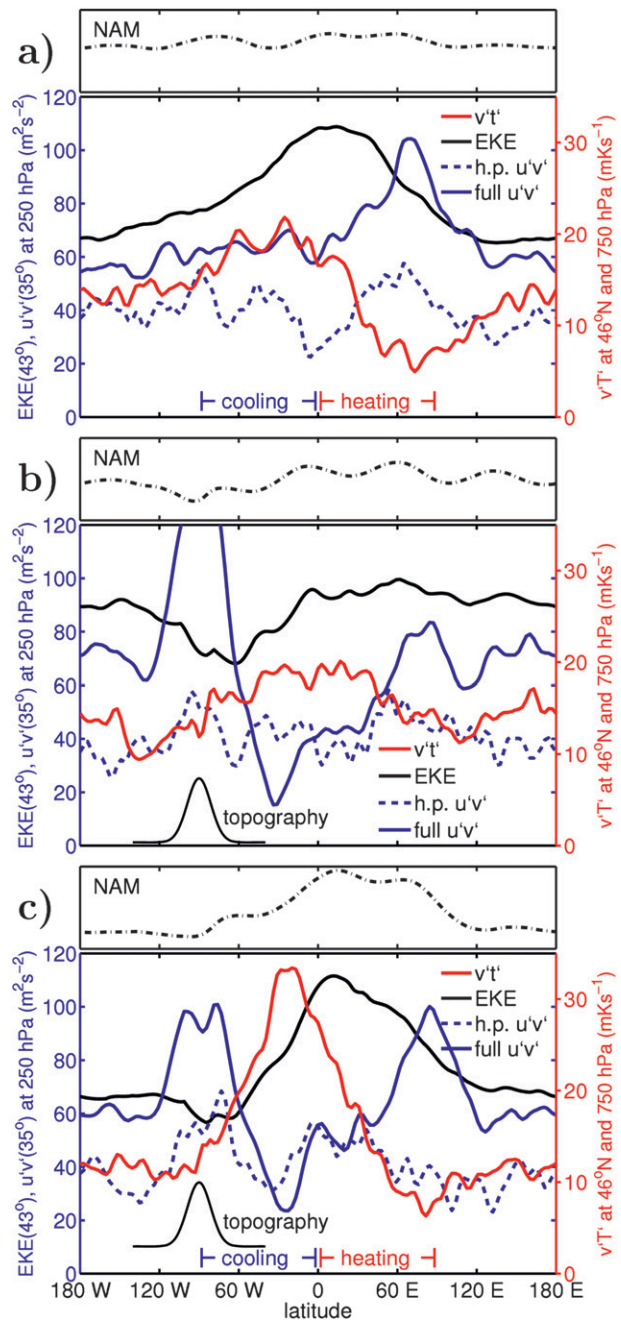 a)
NAM
EKE(43°), u'v'(35°) at 250 hPa (m²s⁻²)
120
100
80
60
40
20
0
v't'
EKE
h.p. u'v'
full u'v'
cooling
heating
30
20
10
0
v'T' at 46°N and 750 hPa (mKs⁻¹)
b)
NAM
EKE(43°), u'v'(35°) at 250 hPa (m²s⁻²)
120
100
80
60
40
20
0
topography
v't'
EKE
h.p. u'v'
full u'v'
30
20
10
0
v'T' at 46°N and 750 hPa (mKs⁻¹)
c)
NAM
EKE(43°), u'v'(35°) at 250 hPa (m²s⁻²)
120
100
80
60
40
20
0
v't'
EKE
h.p. u'v'
full u'v'
topography
cooling
heating
30
20
10
0
v'T' at 46°N and 750 hPa (mKs⁻¹)
180 W 120 W 60 W 0 60 E 120 E 180 E
latitude